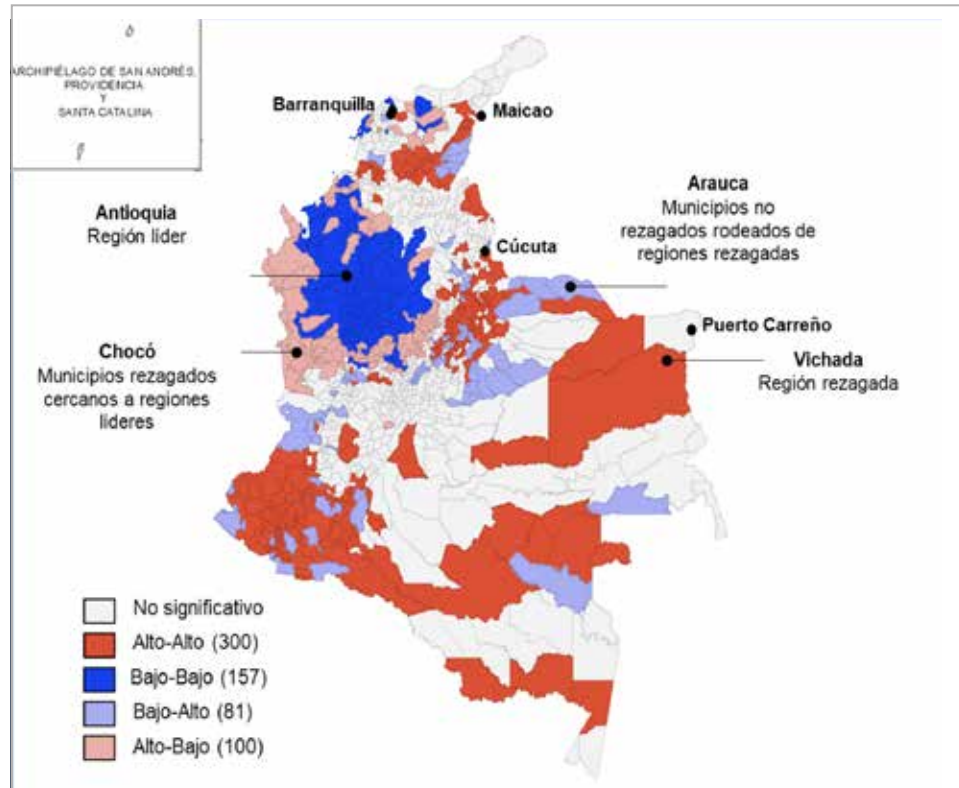 ARCHIPIÉLAGO DE SAN ANDRÉS,
PROVIDENCIA
Y
SANTA CATALINA
Barranquilla
Maicao
Antioquia
Región líder
Arauca
Municipios no
rezagados rodeados de
regiones rezagadas
Cúcuta
Puerto Carreño
Chocó
Municipios rezagados
cercanos a regiones
líderes
Vichada
Región rezagada
No significativo
Alto-Alto (300)
Bajo-Bajo (157)
Bajo-Alto (81)
Alto-Bajo (100)